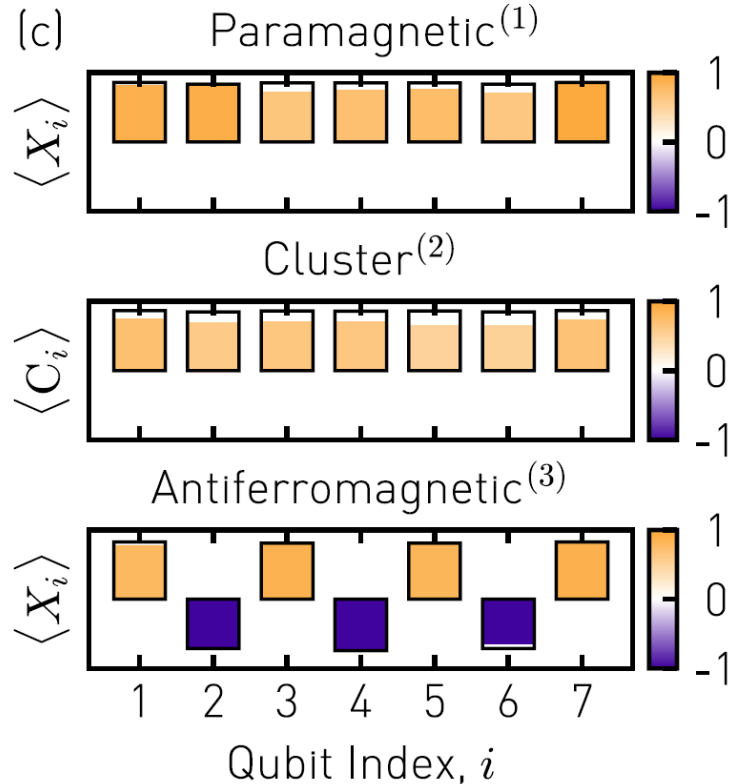 (c)
Paramagnetic⁽¹⁾
⟨X_i⟩
1
0
-1
Cluster⁽²⁾
⟨C_i⟩
1
0
-1
Antiferromagnetic⁽³⁾
⟨X_i⟩
1
0
-1
1 2 3 4 5 6 7
Qubit Index, i